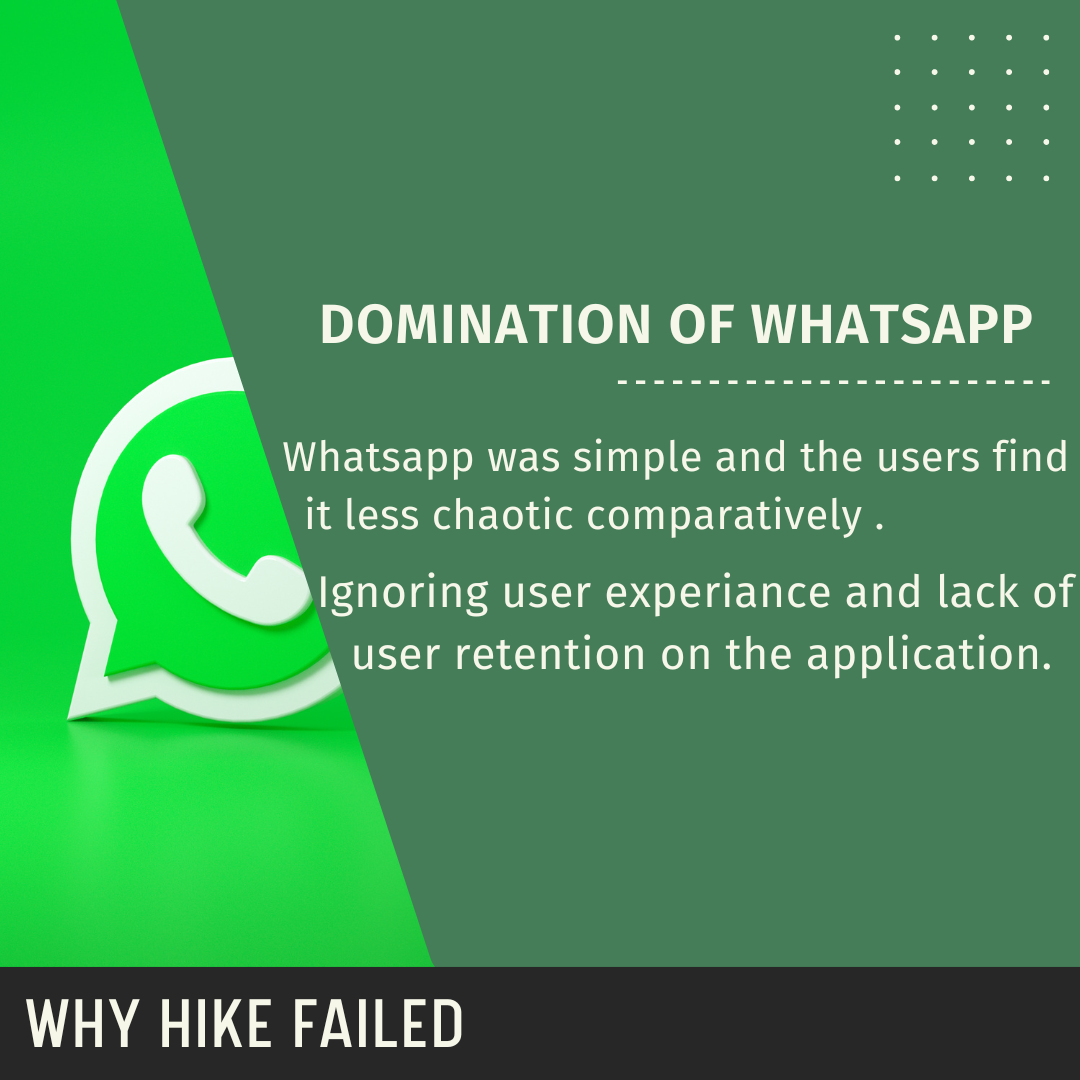 DOMINATION OF WHATSAPP
Whatsapp was simple and the users find
it less chaotic comparatively .
Ignoring user experiance and lack of
user retention on the application.
WHY HIKE FAILED